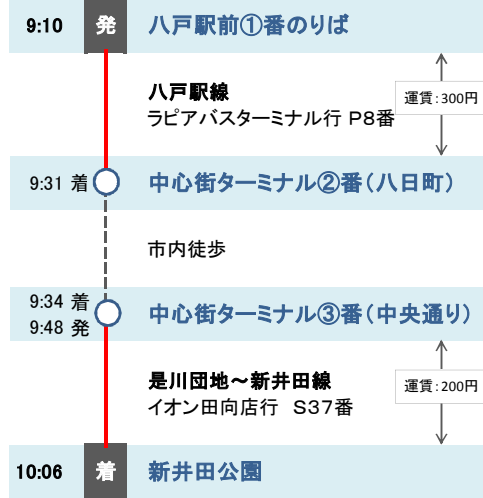 9:10 発 八戸駅前①番のりば
八戸駅線
ラピアバスターミナル行 P8番
運賃:300円
9:31 着 中心街ターミナル②番(八日町)
市内徒歩
9:34 着
9:48 発
中心街ターミナル③番(中央通り)
是川団地~新井田線
イオン田向店行 S37番
運賃:200円
10:06 着 新井田公園